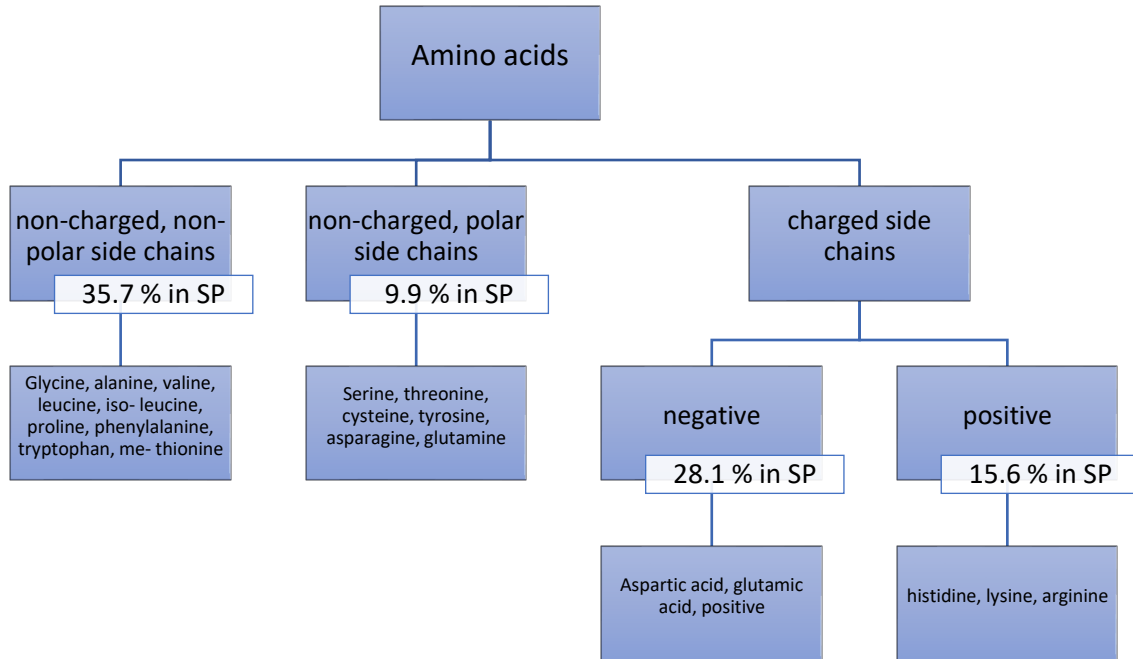 Amino acids
non-charged, non-
polar side chains
35.7 % in SP
non-charged, polar
side chains
9.9 % in SP
charged side
chains
Glycine, alanine, valine,
leucine, iso- leucine,
proline, phenylalanine,
tryptophan, me- thionine
Serine, threonine,
cysteine, tyrosine,
asparagine, glutamine
negative
28.1 % in SP
positive
15.6 % in SP
Aspartic acid, glutamic
acid, positive
histidine, lysine, arginine